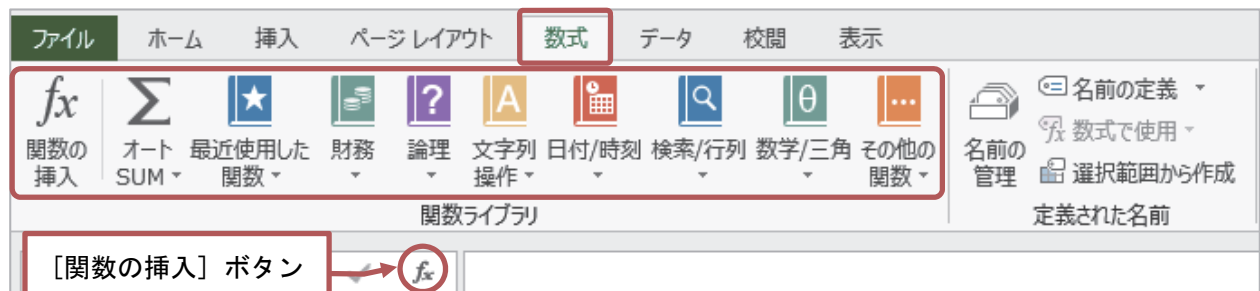 ファイル ホーム 挿入 ページ レイアウト 数式 データ 校閲 表示
fx Σ ? A θ ...
関数の挿入 オート SUM 最近使用した関数 財務 論理 文字列操作 日付/時刻 検索/行列 数学/三角 その他の関数
関数ライブラリ
名前の管理
名前の定義
fx 数式で使用
選択範囲から作成
定義された名前
［関数の挿入］ボタン
fx